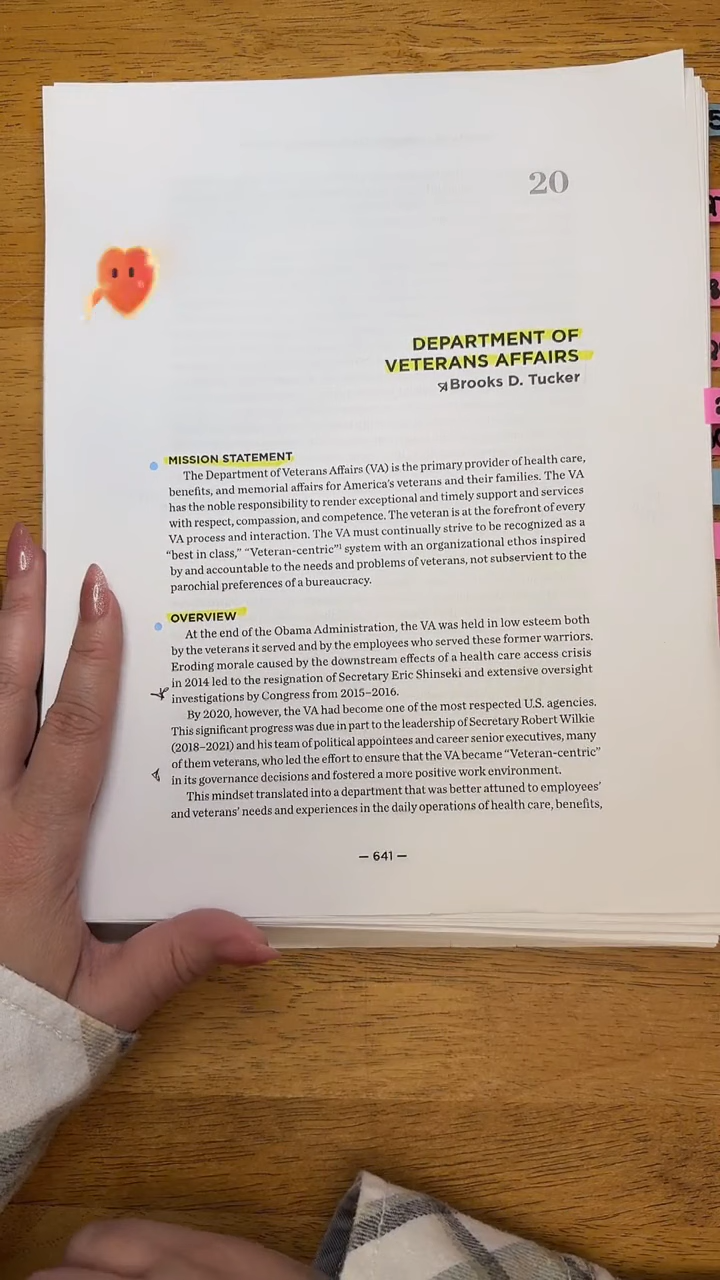 20
DEPARTMENT OF
VETERANS AFFAIRS
Brooks D. Tucker
MISSION STATEMENT
The Department of Veterans Affairs (VA) is the primary provider of health care,
benefits, and memorial affairs for America's veterans and their families. The VA
has the noble responsibility to render exceptional and timely support and services
with respect, compassion, and competence. The veteran is at the forefront of every
VA process and interaction. The VA must continually strive to be recognized as a
“best in class,” “Veteran-centric”¹ system with an organizational ethos inspired
by and accountable to the needs and problems of veterans, not subservient to the
parochial preferences of a bureaucracy.
OVERVIEW
At the end of the Obama Administration, the VA was held in low esteem both
by the veterans it served and by the employees who served these former warriors.
Eroding morale caused by the downstream effects of a health care access crisis
in 2014 led to the resignation of Secretary Eric Shinseki and extensive oversight
investigations by Congress from 2015–2016.
By 2020, however, the VA had become one of the most respected U.S. agencies.
This significant progress was due in part to the leadership of Secretary Robert Wilkie
(2018–2021) and his team of political appointees and career senior executives, many
of them veterans, who led the effort to ensure that the VA became “Veteran-centric”
in its governance decisions and fostered a more positive work environment.
This mindset translated into a department that was better attuned to employees’
and veterans’ needs and experiences in the daily operations of health care, benefits,
— 641 —